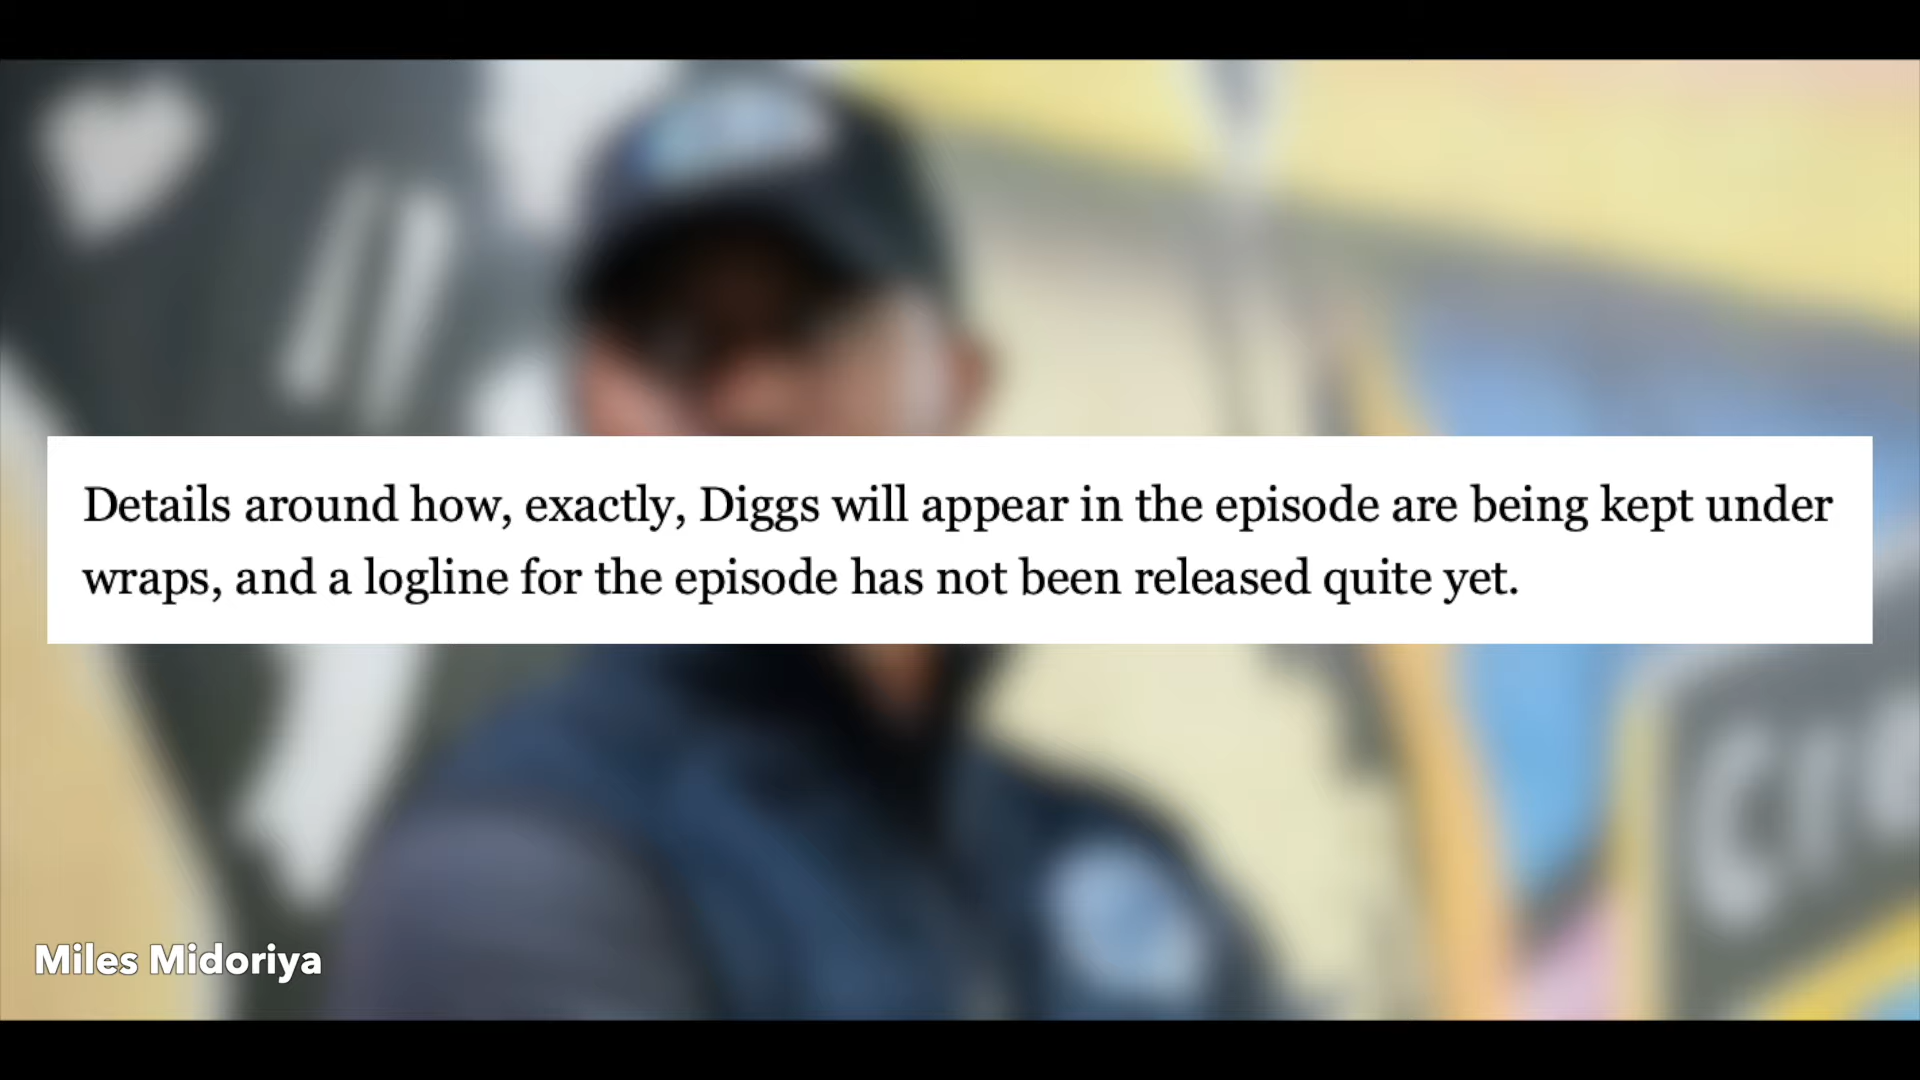 Details around how, exactly, Diggs will appear in the episode are being kept under
wraps, and a logline for the episode has not been released quite yet.
Miles Midoriya